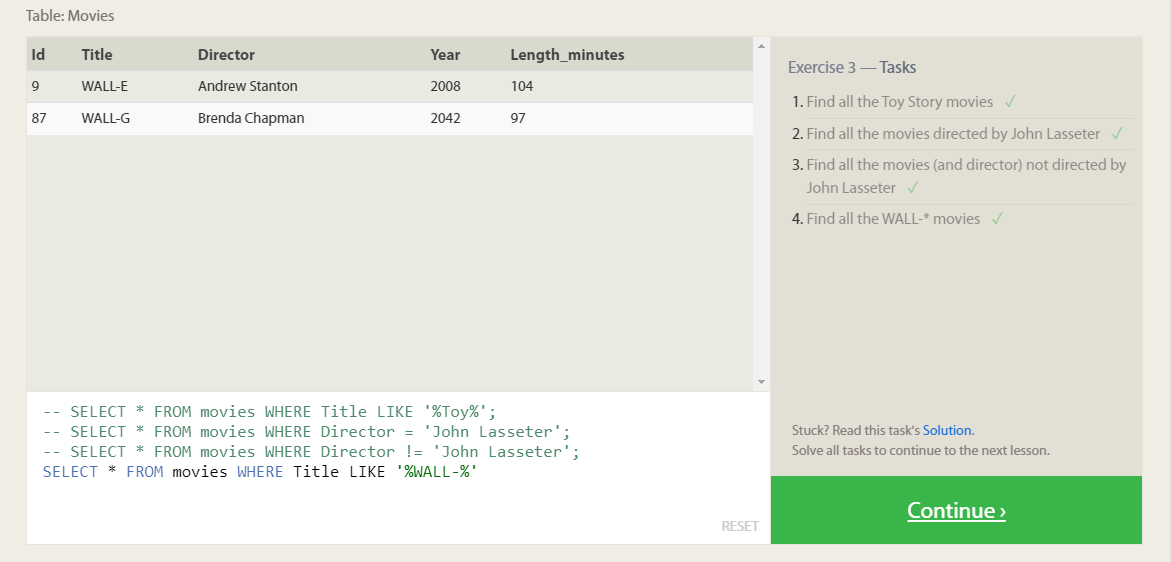 Table: Movies
Id Title Director Year Length_minutes
9 WALL-E Andrew Stanton 2008 104
87 WALL-G Brenda Chapman 2042 97
-- SELECT * FROM movies WHERE Title LIKE '%Toy%';
-- SELECT * FROM movies WHERE Director = 'John Lasseter';
-- SELECT * FROM movies WHERE Director != 'John Lasseter';
SELECT * FROM movies WHERE Title LIKE '%WALL-%'
RESET
Exercise 3 — Tasks
1. Find all the Toy Story movies ✓
2. Find all the movies directed by John Lasseter ✓
3. Find all the movies (and director) not directed by
John Lasseter ✓
4. Find all the WALL-* movies ✓
Stuck? Read this task's Solution.
Solve all tasks to continue to the next lesson.
Continue ›